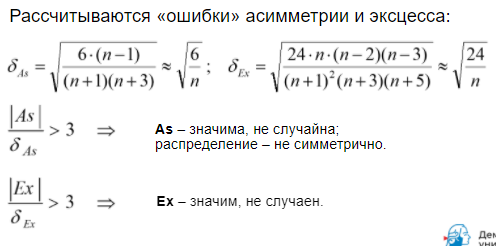 Рассчитываются «ошибки» асимметрии и эксцесса:
δ_As = √(6·(n−1) / ((n+1)(n+3))) ≈ √(6/n) ; δ_Ex = √(24·n·(n−2)(n−3) / ((n+1)²(n+3)(n+5))) ≈ √(24/n)
|As| / δ_As > 3 ⇒ As – значима, не случайна;
распределение – не симметрично.
|Ex| / δ_Ex > 3 ⇒ Ex – значим, не случаен.